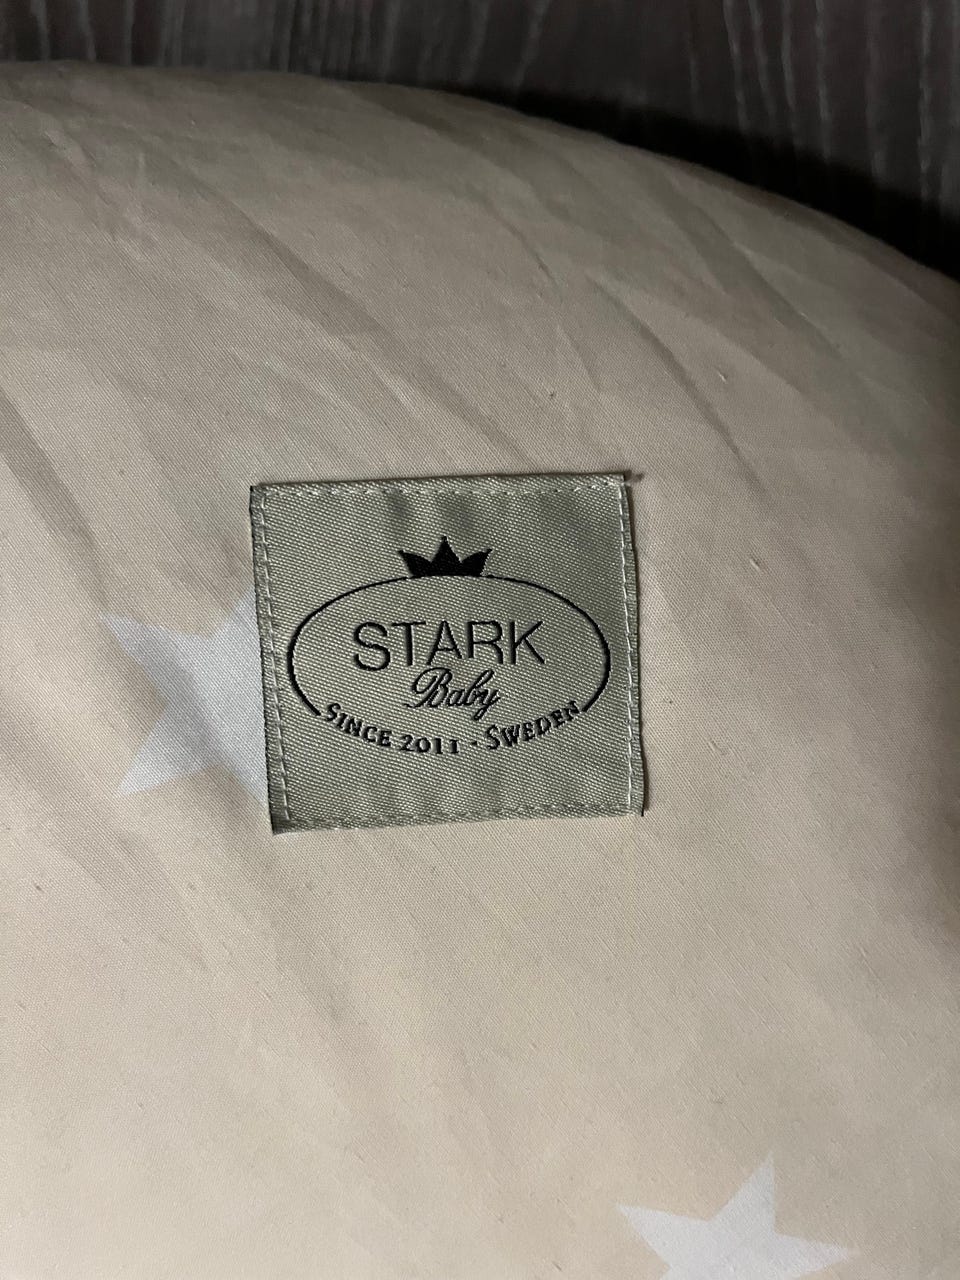 STARK
Baby
SINCE 2011 - SWEDEN